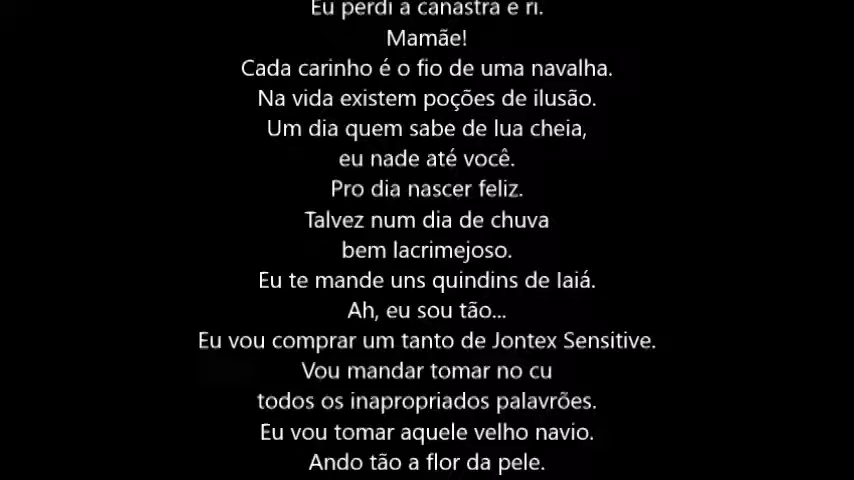 Eu perdi a canastra e ri.
Mamãe!
Cada carinho é o fio de uma navalha.
Na vida existem poções de ilusão.
Um dia quem sabe de lua cheia,
eu nade até você.
Pro dia nascer feliz.
Talvez num dia de chuva
bem lacrimejoso.
Eu te mande uns quindins de Iaiá.
Ah, eu sou tão...
Eu vou comprar um tanto de Jontex Sensitive.
Vou mandar tomar no cu
todos os inapropriados palavrões.
Eu vou tomar aquele velho navio.
Ando tão a flor da pele.